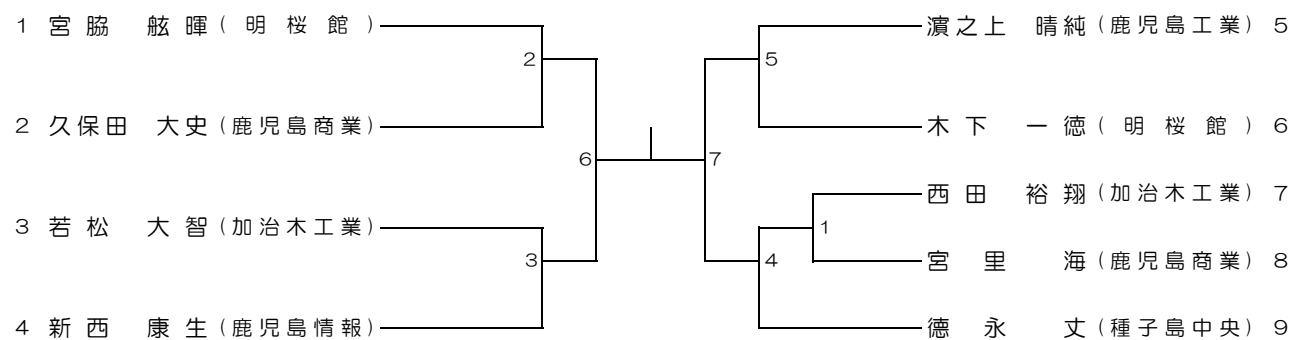 1 宮脇 舷暉 (明桜館)
2
2 久保田 大史 (鹿児島商業)
6
3 若松 大智 (加治木工業)
3
4 新西 康生 (鹿児島情報)
濵之上 晴純 (鹿児島工業) 5
5
木下 一徳 (明桜館) 6
7
西田 裕翔 (加治木工業) 7
1
宮里 海 (鹿児島商業) 8
4
德永 丈 (種子島中央) 9